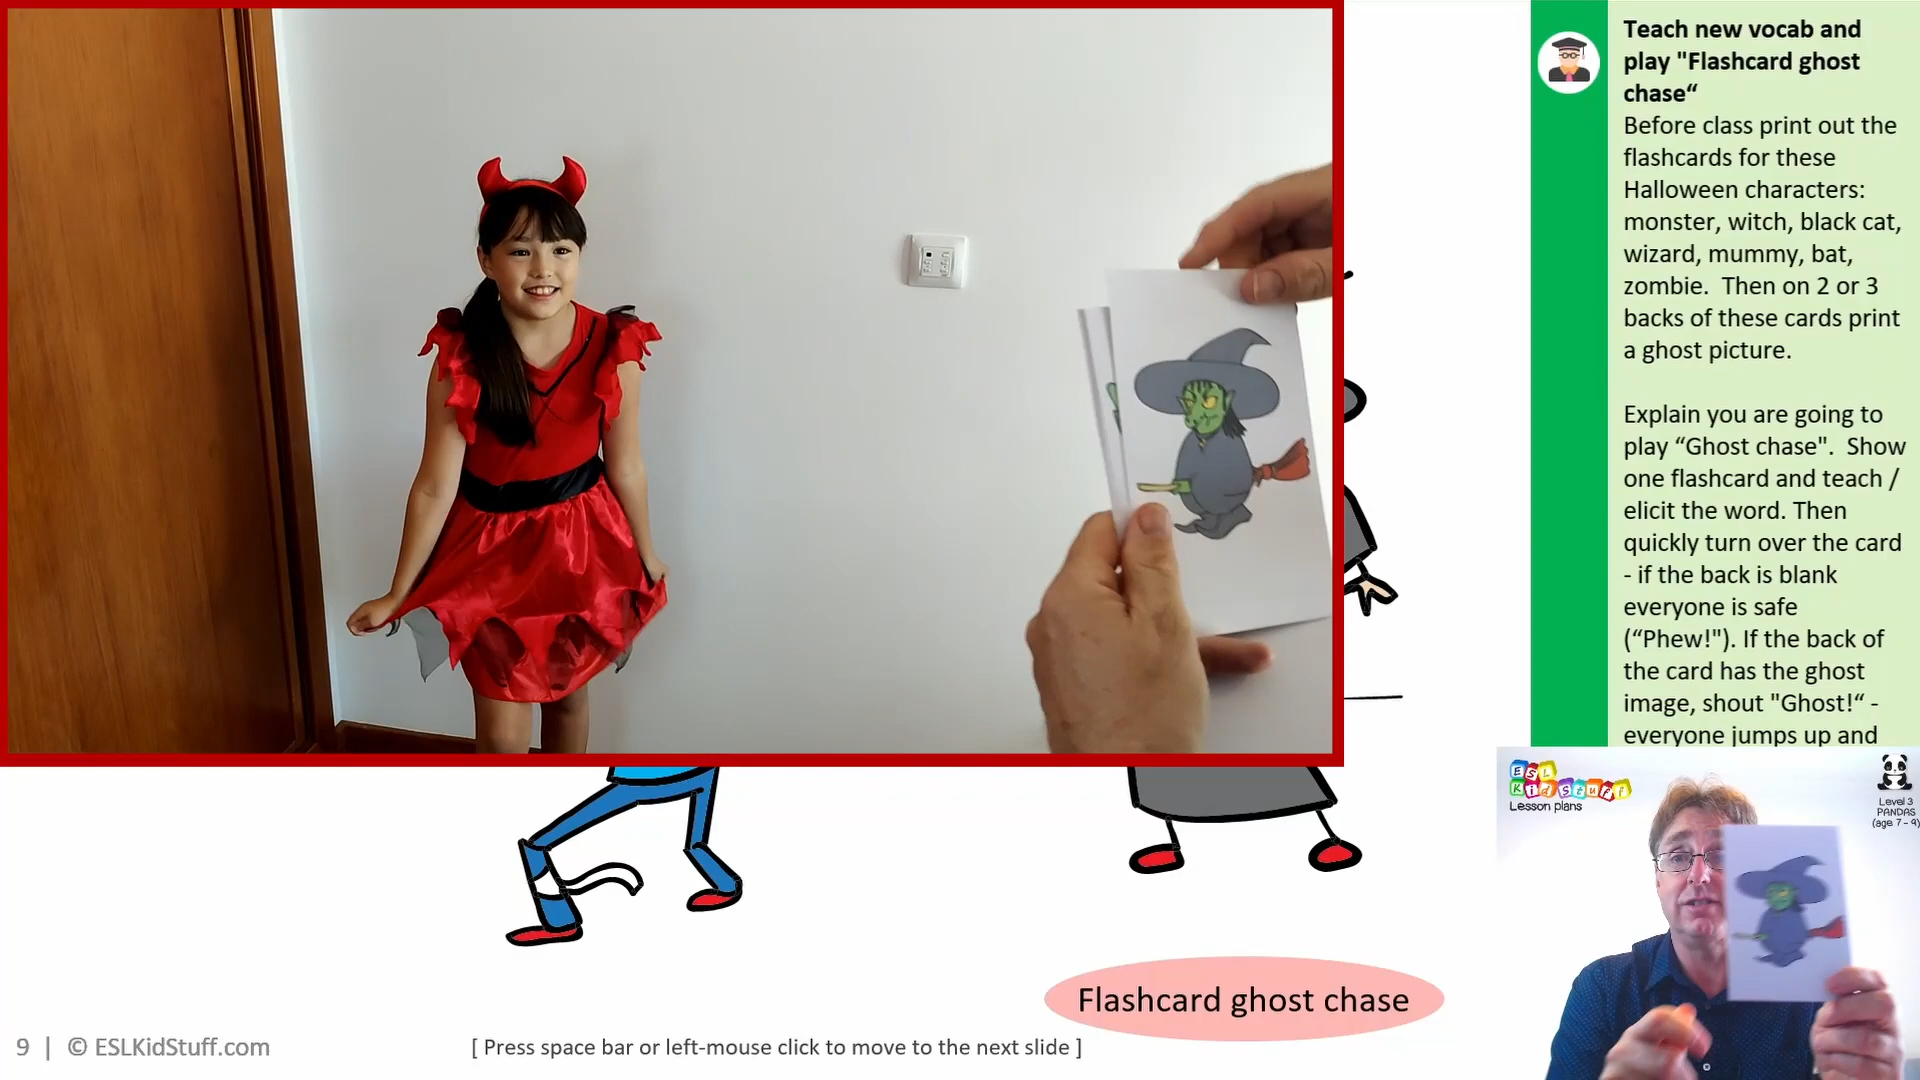 Teach new vocab and
play "Flashcard ghost
chase“
Before class print out the
flashcards for these
Halloween characters:
monster, witch, black cat,
wizard, mummy, bat,
zombie.  Then on 2 or 3
backs of these cards print
a ghost picture.
Explain you are going to
play “Ghost chase".  Show
one flashcard and teach /
elicit the word. Then
quickly turn over the card
- if the back is blank
everyone is safe
(“Phew!"). If the back of
the card has the ghost
image, shout "Ghost!“ -
everyone jumps up and
ESL
KidStuff
Lesson plans
Level 3
PANDAS
(age 7 - 9)
Flashcard ghost chase
9 | © ESLKidStuff.com
[ Press space bar or left-mouse click to move to the next slide ]